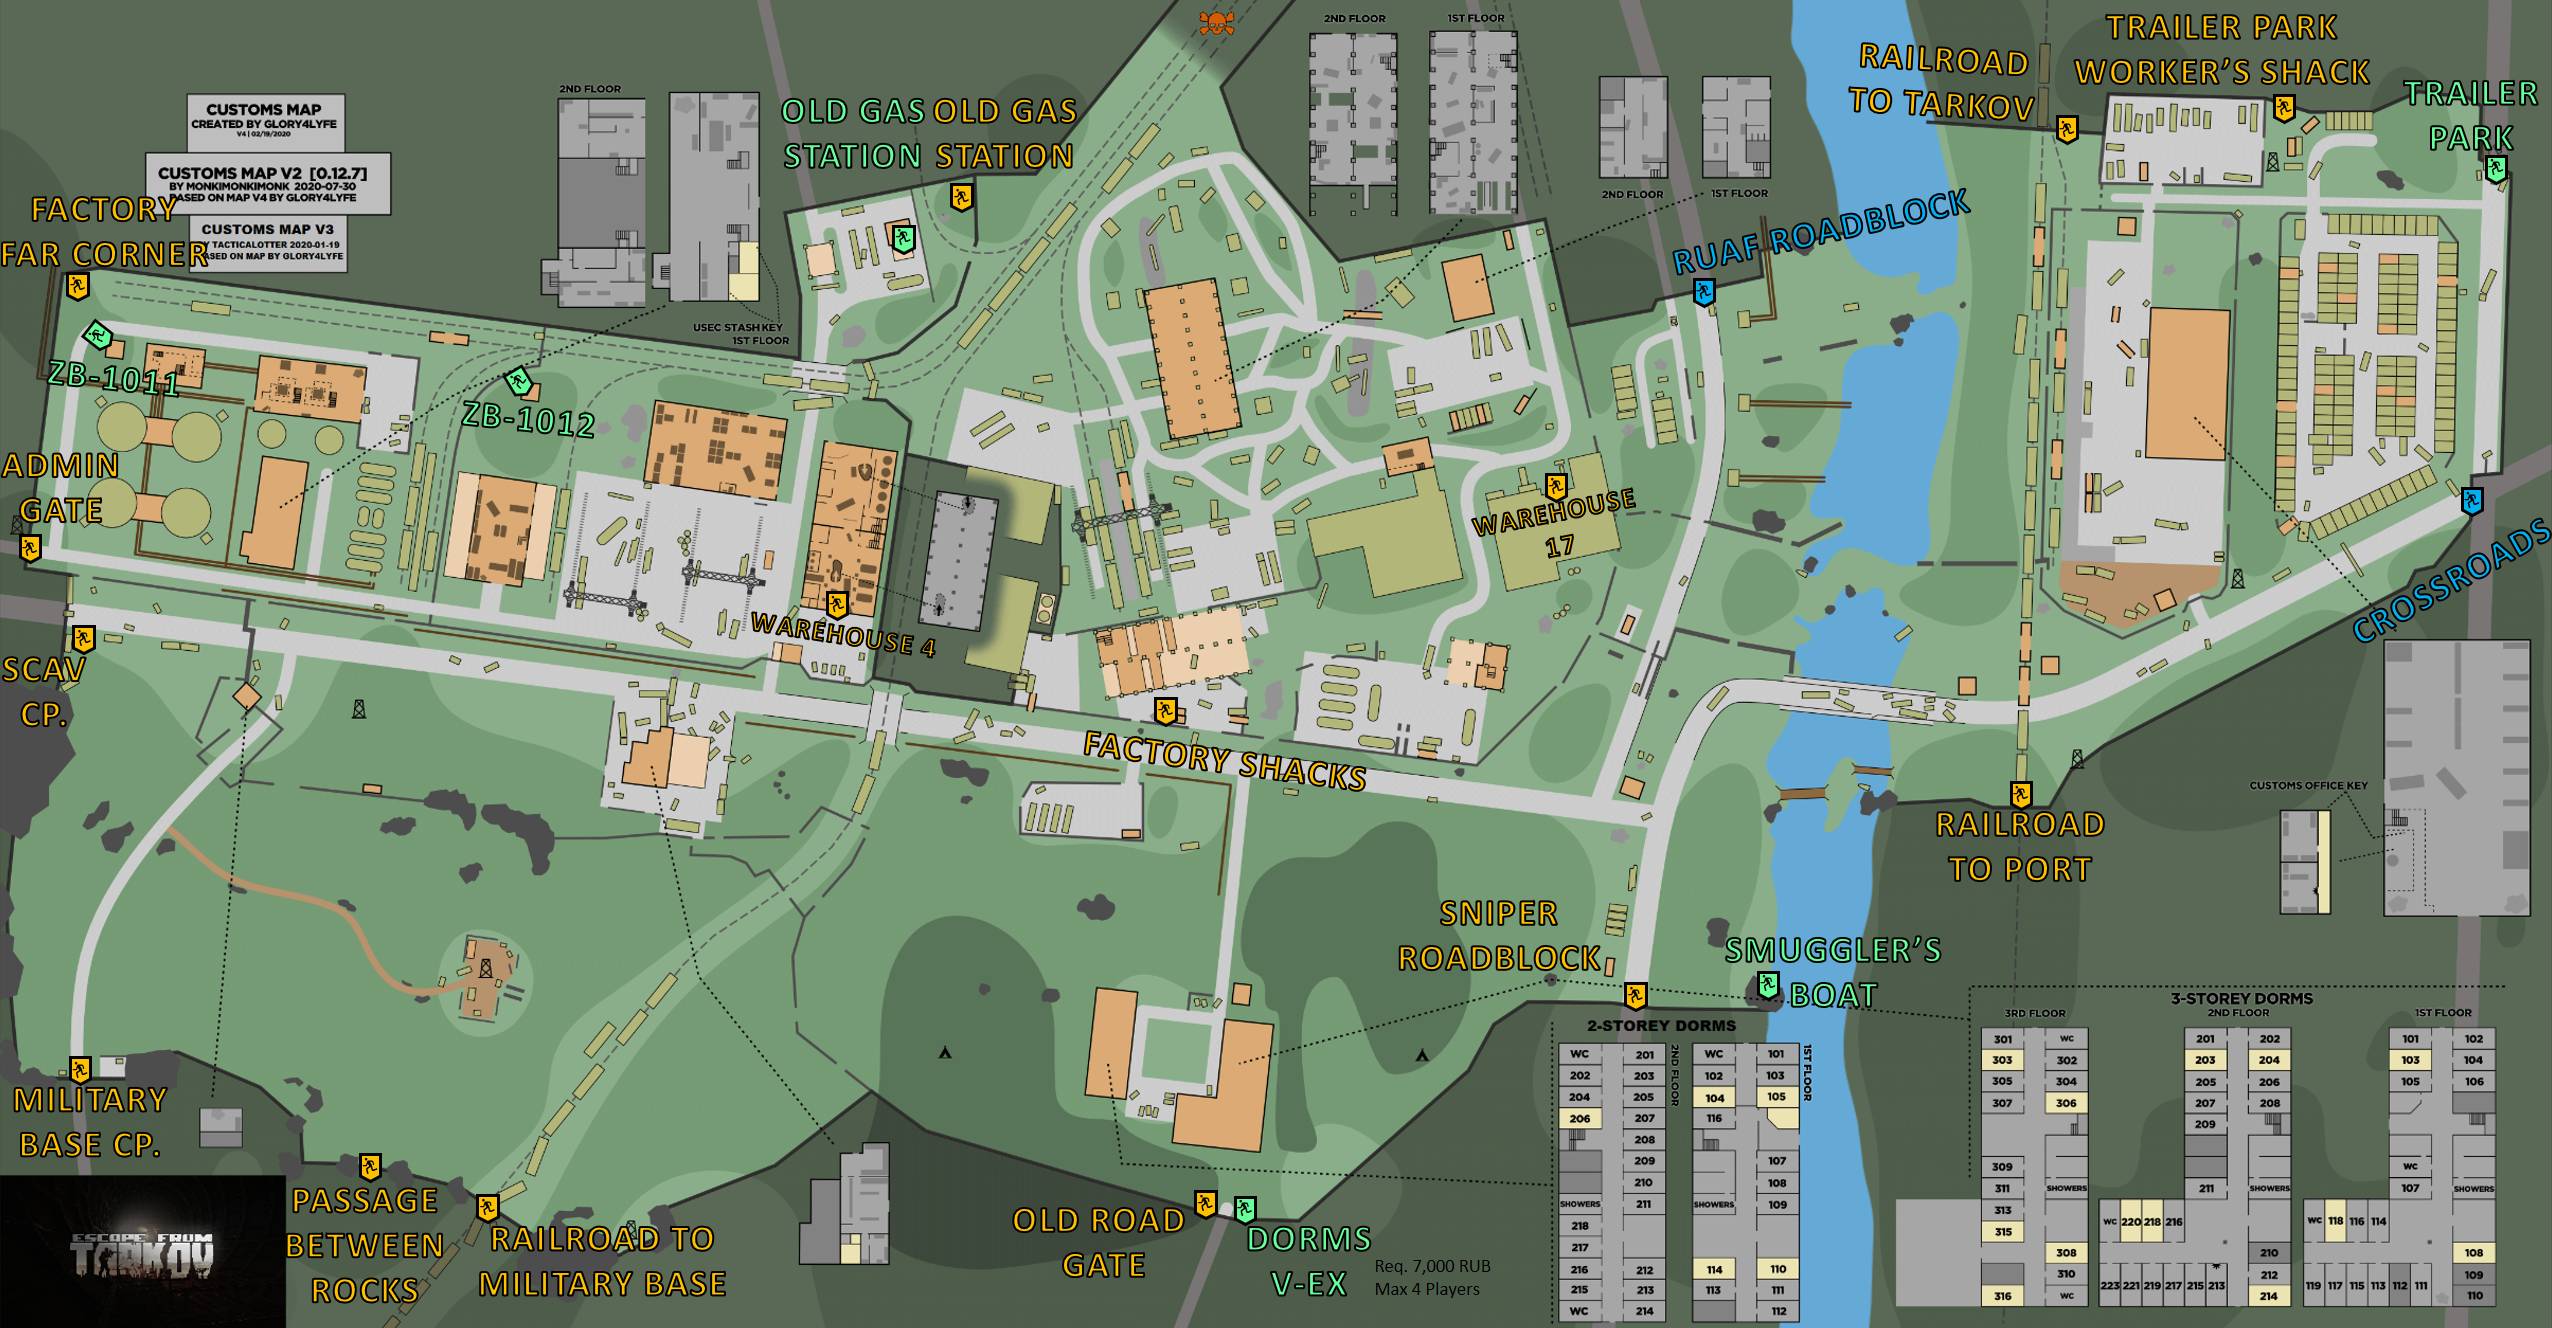 CUSTOMS MAP
CREATED BY GLORY4LYFE
V4 | 02/19/2020
CUSTOMS MAP V2 [0.12.7]
BY MONKIMONKIMONK 2020-07-30
BASED ON MAP V4 BY GLORY4LYFE
CUSTOMS MAP V3
BY TACTICALOTTER 2020-01-19
BASED ON MAP BY GLORY4LYFE
FACTORY
FAR CORNER
ZB-1011
ADMIN
GATE
SCAV
CP.
MILITARY
BASE CP.
ESCAPE FROM
TARKOV
PASSAGE
BETWEEN
ROCKS
RAILROAD TO
MILITARY BASE
2ND FLOOR
USEC STASH KEY
1ST FLOOR
ZB-1012
OLD GAS
STATION
OLD GAS
STATION
WAREHOUSE 4
FACTORY SHACKS
2ND FLOOR
1ST FLOOR
2ND FLOOR
1ST FLOOR
RUAF ROADBLOCK
WAREHOUSE
17
RAILROAD
TO TARKOV
TRAILER PARK
WORKER'S SHACK
TRAILER
PARK
CROSSROADS
RAILROAD
TO PORT
CUSTOMS OFFICE KEY
SNIPER
ROADBLOCK
SMUGGLER'S
BOAT
OLD ROAD
GATE
DORMS
V-EX
Req. 7,000 RUB
Max 4 Players
2-STOREY DORMS
2ND FLOOR
WC 201
202 203
204 205
206 207
208
209
210
SHOWERS 211
218
217
216 212
215 213
WC 214
1ST FLOOR
WC 101
102 103
104 105
116
107
108
SHOWERS 109
114 110
113 111
112
3-STOREY DORMS
3RD FLOOR
301 WC
303 302
305 304
307 306
309
311 SHOWERS
313
315
308
310
316 WC
2ND FLOOR
201 202
203 204
205 206
207 208
209
211 SHOWERS
WC 220 218 216
210
212
223 221 219 217 215 213 214
1ST FLOOR
101 102
103 104
105 106
WC
107 SHOWERS
WC 118 116 114
108
109
119 117 115 113 112 111 110